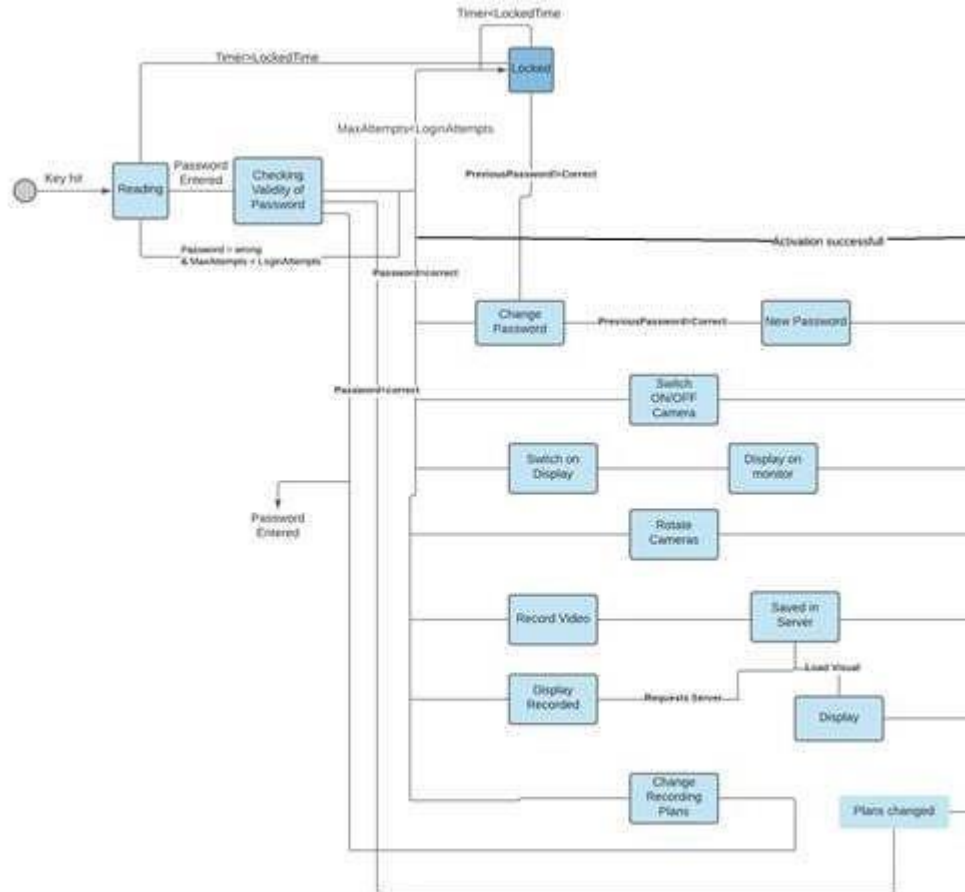 Timer<LockedTime
Timer>LockedTime
Locked
MaxAttempts<LoginAttempts
Key hit
Reading
Password
Entered
Checking
Validity of
Password
PreviousPassword!=Correct
Password = wrong
& MaxAttempts < LoginAttempts
Activation successfull
Password=correct
Change
Password
PreviousPassword=Correct
New Password
Password=correct
Switch
ON/OFF
Camera
Switch on
Display
Display on
monitor
Password
Entered
Rotate
Cameras
Record Video
Saved in
Server
Load Visual
Display
Recorded
Requests Server
Display
Change
Recording
Plans
Plans changed